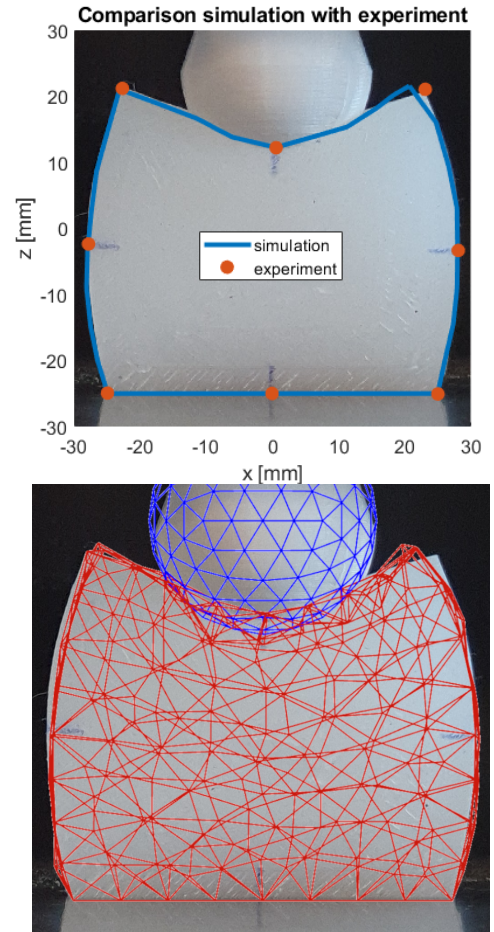 Comparison simulation with experiment
30
20
10
0
-10
-20
-30
z [mm]
simulation
experiment
-30 -20 -10 0 10 20 30
x [mm]